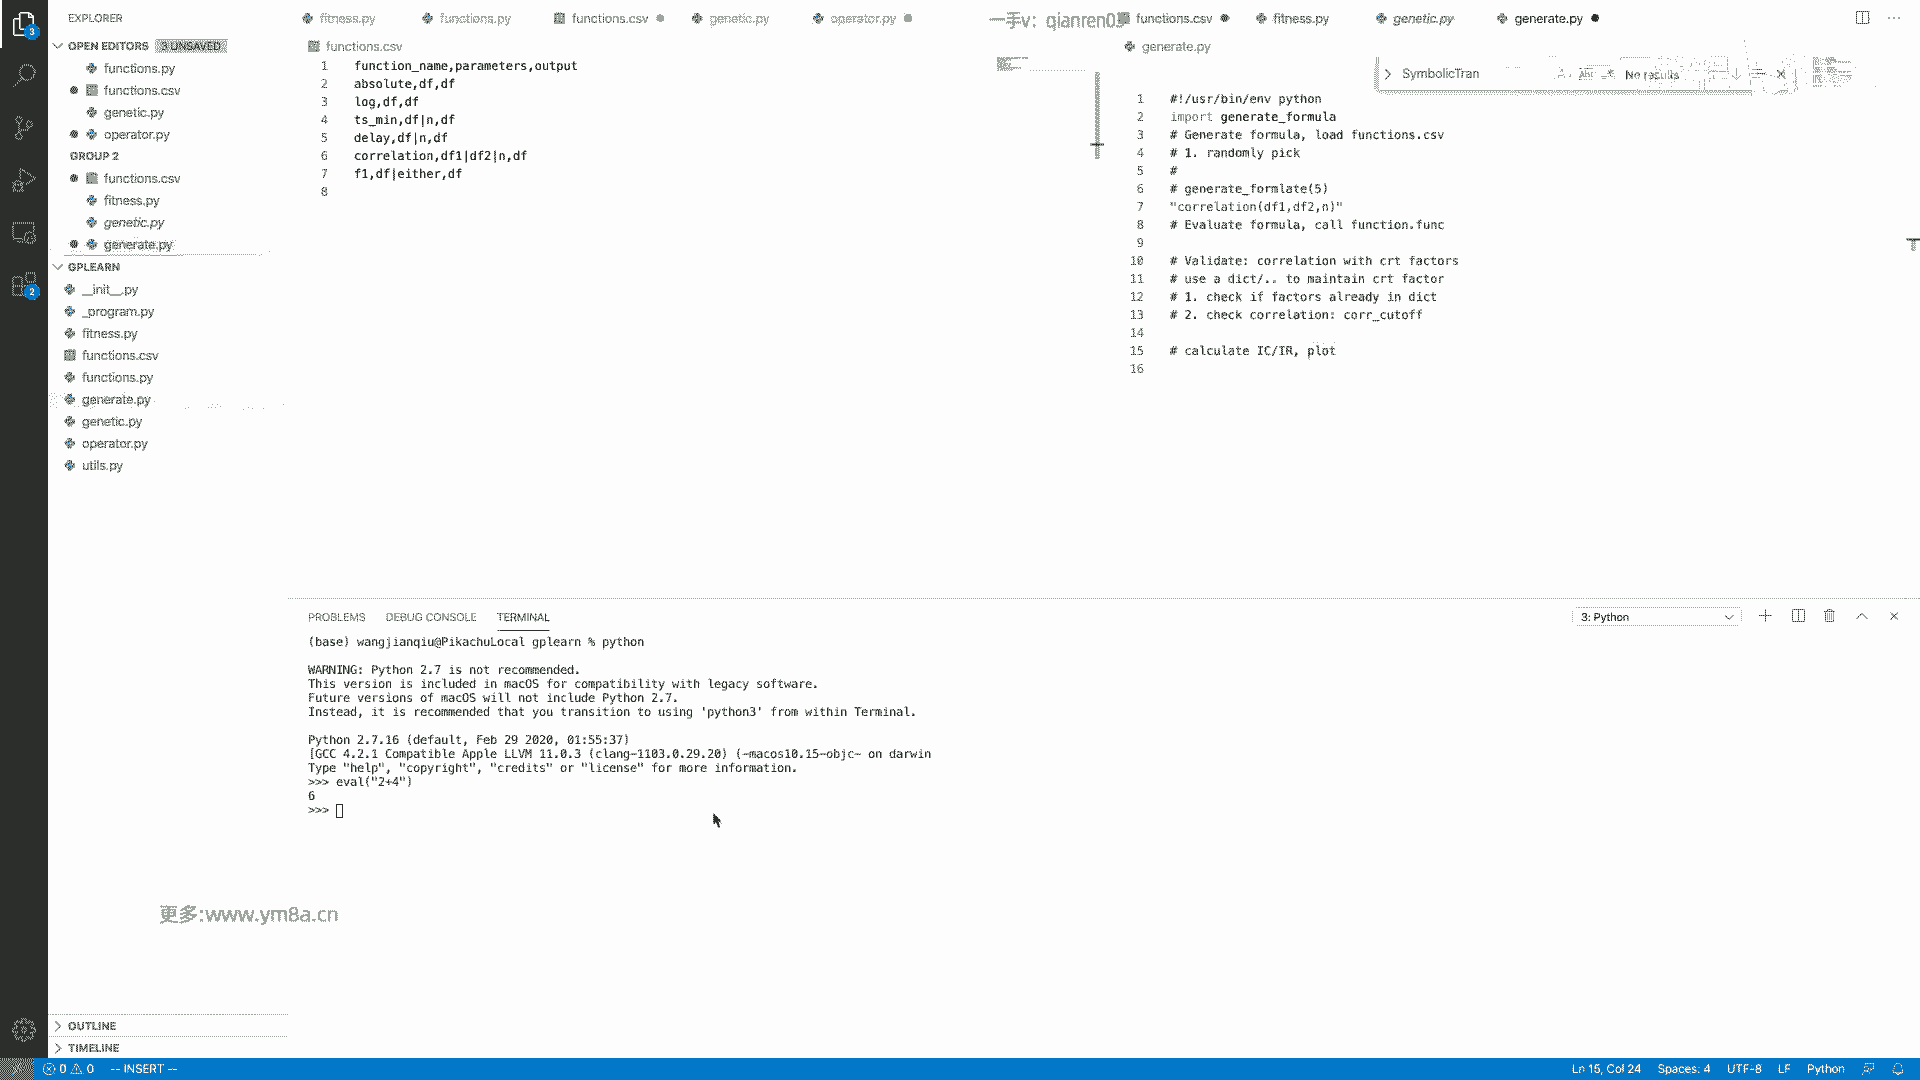 EXPLORER
OPEN EDITORS 3 UNSAVED
functions.py
functions.csv
genetic.py
operator.py
GROUP 2
functions.csv
fitness.py
genetic.py
generate.py
GPLEARN
__init__.py
_program.py
fitness.py
functions.csv
functions.py
generate.py
genetic.py
operator.py
utils.py
OUTLINE
TIMELINE
fitness.py functions.py functions.csv genetic.py operator.py
functions.csv
1 function_name,parameters,output
2 absolute,df,df
3 log,df,df
4 ts_min,df|n,df
5 delay,df|n,df
6 correlation,df1|df2|n,df
7 f1,df|either,df
8
一手v: qianren03
functions.csv fitness.py genetic.py generate.py
generate.py
SymbolicTran No results
1 #!/usr/bin/env python
2 import generate_formula
3 # Generate formula, load functions.csv
4 # 1. randomly pick
5 #
6 # generate_formlate(5)
7 "correlation(df1,df2,n)"
8 # Evaluate formula, call function.func
9
10 # Validate: correlation with crt factors
11 # use a dict/.. to maintain crt factor
12 # 1. check if factors already in dict
13 # 2. check correlation: corr_cutoff
14
15 # calculate IC/IR, plot
16
PROBLEMS DEBUG CONSOLE TERMINAL
3: Python
(base) wangjianqiu@PikachuLocal gplearn % python
WARNING: Python 2.7 is not recommended.
This version is included in macOS for compatibility with legacy software.
Future versions of macOS will not include Python 2.7.
Instead, it is recommended that you transition to using 'python3' from within Terminal.
Python 2.7.16 (default, Feb 29 2020, 01:55:37)
[GCC 4.2.1 Compatible Apple LLVM 11.0.3 (clang-1103.0.29.20) (-macos10.15-objc- on darwin
Type "help", "copyright", "credits" or "license" for more information.
>>> eval("2+4")
6
>>>
更多:www.ym8a.cn
0 0 -- INSERT --
Ln 15, Col 24 Spaces: 4 UTF-8 LF Python